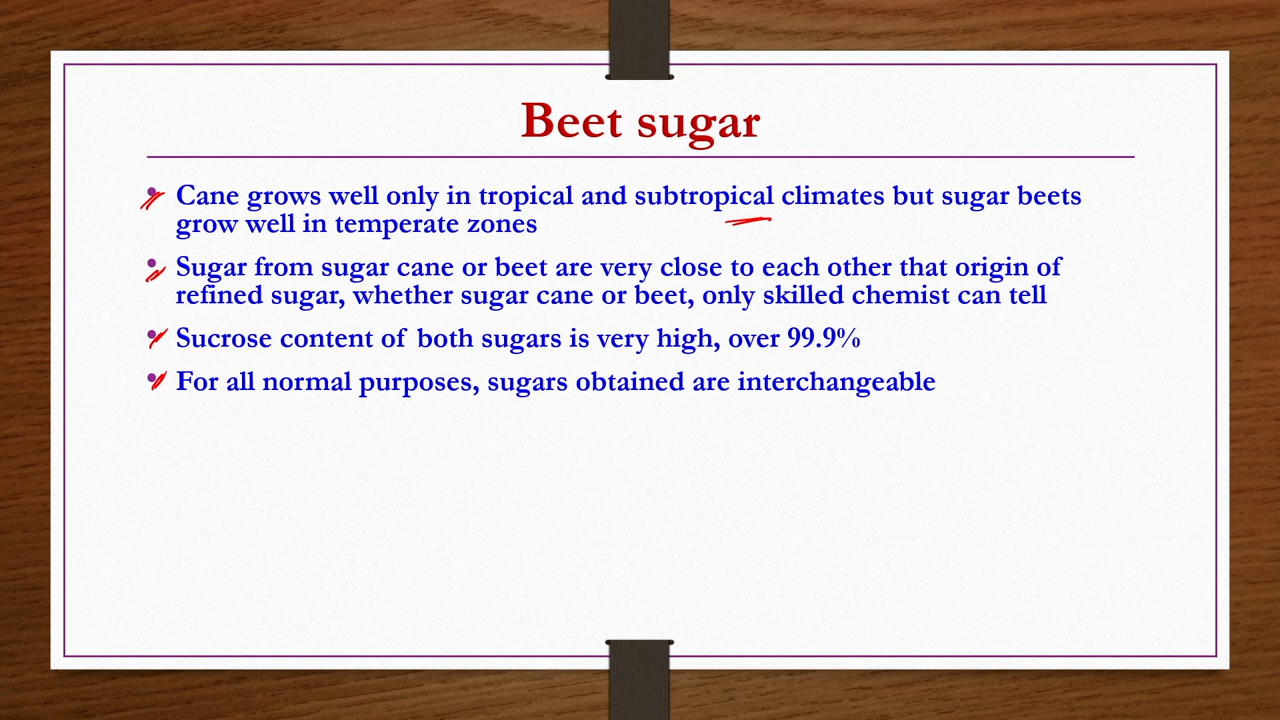 Beet sugar
• Cane grows well only in tropical and subtropical climates but sugar beets
grow well in temperate zones
• Sugar from sugar cane or beet are very close to each other that origin of
refined sugar, whether sugar cane or beet, only skilled chemist can tell
• Sucrose content of both sugars is very high, over 99.9%
• For all normal purposes, sugars obtained are interchangeable